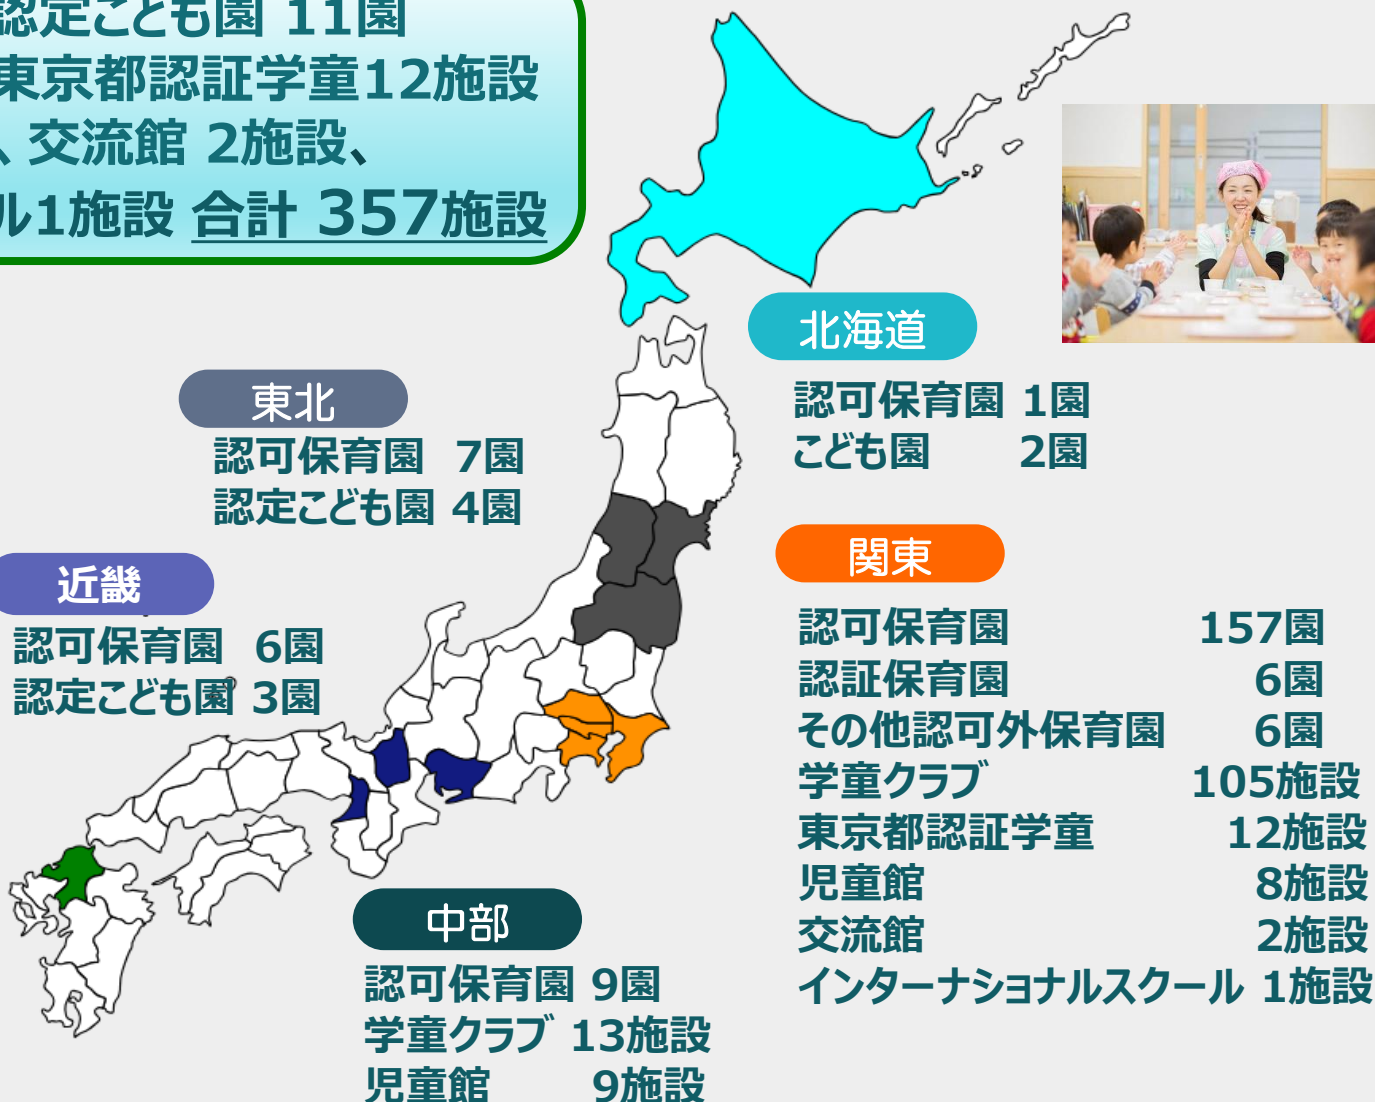 認定こども園 11園
東京都認証学童12施設
、交流館 2施設、
ル1施設 合計 357施設
北海道
認可保育園 1園
こども園 2園
東北
認可保育園 7園
認定こども園 4園
近畿
認可保育園 6園
認定こども園 3園
関東
認可保育園 157園
認証保育園 6園
その他認可外保育園 6園
学童クラブ 105施設
東京都認証学童 12施設
児童館 8施設
交流館 2施設
インターナショナルスクール 1施設
中部
認可保育園 9園
学童クラブ 13施設
児童館 9施設